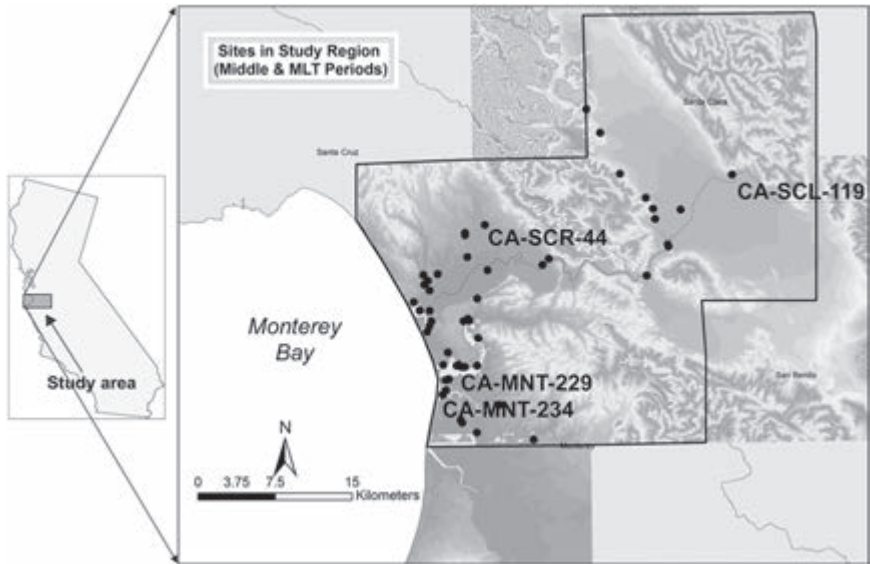 Sites in Study Region
(Middle & MLT Periods)
Santa Cruz
Santa Clara
CA-SCL-119
CA-SCR-44
Monterey
Bay
Study area
CA-MNT-229
CA-MNT-234
San Benito
Monterey
N
0 3.75 7.5 15
Kilometers